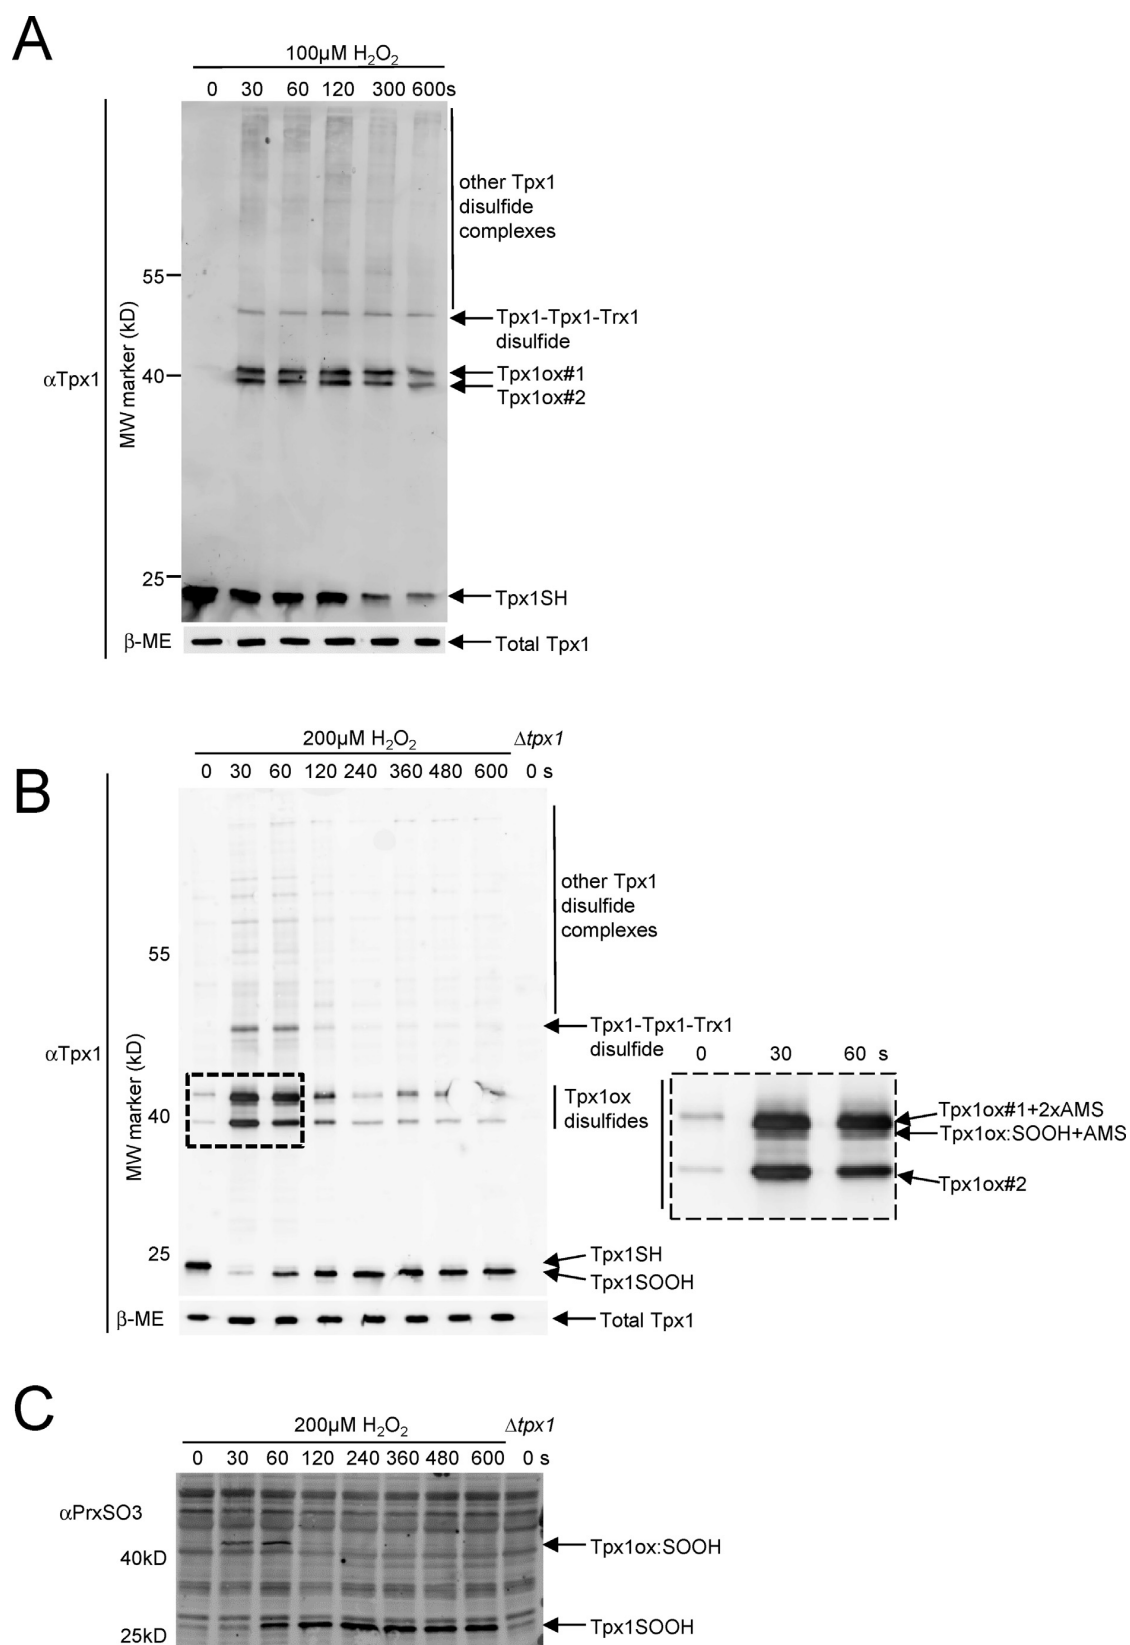 A
100µM H2O2
0 30 60 120 300 600s
other Tpx1
disulfide
complexes
55
Tpx1-Tpx1-Trx1
disulfide
αTpx1
MW marker (kD)
40
Tpx1ox#1
Tpx1ox#2
25
Tpx1SH
β-ME
Total Tpx1
B
200µM H2O2 Δtpx1
0 30 60 120 240 360 480 600 0 s
other Tpx1
disulfide
complexes
55
Tpx1-Tpx1-Trx1
disulfide
αTpx1
MW marker (kD)
Tpx1ox
disulfides
40
0 30 60 s
Tpx1ox#1+2xAMS
Tpx1ox:SOOH+AMS
Tpx1ox#2
25
Tpx1SH
Tpx1SOOH
β-ME
Total Tpx1
C
200µM H2O2 Δtpx1
0 30 60 120 240 360 480 600 0 s
αPrxSO3
Tpx1ox:SOOH
40kD
Tpx1SOOH
25kD